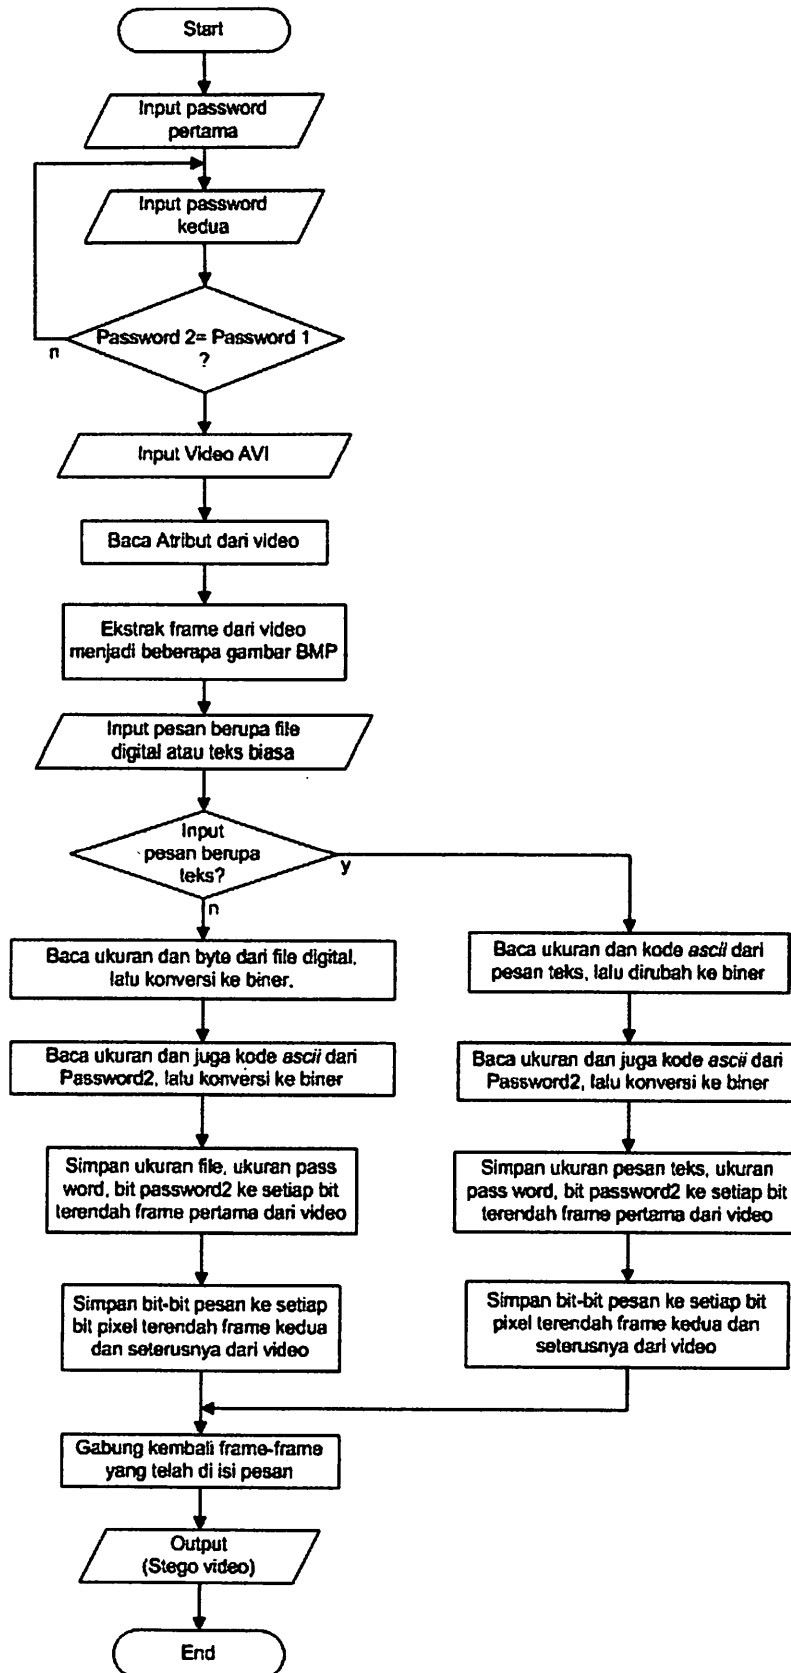 Start
Input password
pertama
Input password
kedua
Password 2= Password 1
?
n
Input Video AVI
Baca Atribut dari video
Ekstrak frame dari video
menjadi beberapa gambar BMP
Input pesan berupa file
digital atau teks biasa
Input
pesan berupa
teks?
y
n
Baca ukuran dan byte dari file digital,
lalu konversi ke biner.
Baca ukuran dan kode ascii dari
pesan teks, lalu dirubah ke biner
Baca ukuran dan juga kode ascii dari
Password2, lalu konversi ke biner
Baca ukuran dan juga kode ascii dari
Password2, lalu konversi ke biner
Simpan ukuran file, ukuran pass
word, bit password2 ke setiap bit
terendah frame pertama dari video
Simpan ukuran pesan teks, ukuran
pass word, bit password2 ke setiap bit
terendah frame pertama dari video
Simpan bit-bit pesan ke setiap
bit pixel terendah frame kedua
dan seterusnya dari video
Simpan bit-bit pesan ke setiap bit
pixel terendah frame kedua dan
seterusnya dari video
Gabung kembali frame-frame
yang telah di isi pesan
Output
(Stego video)
End